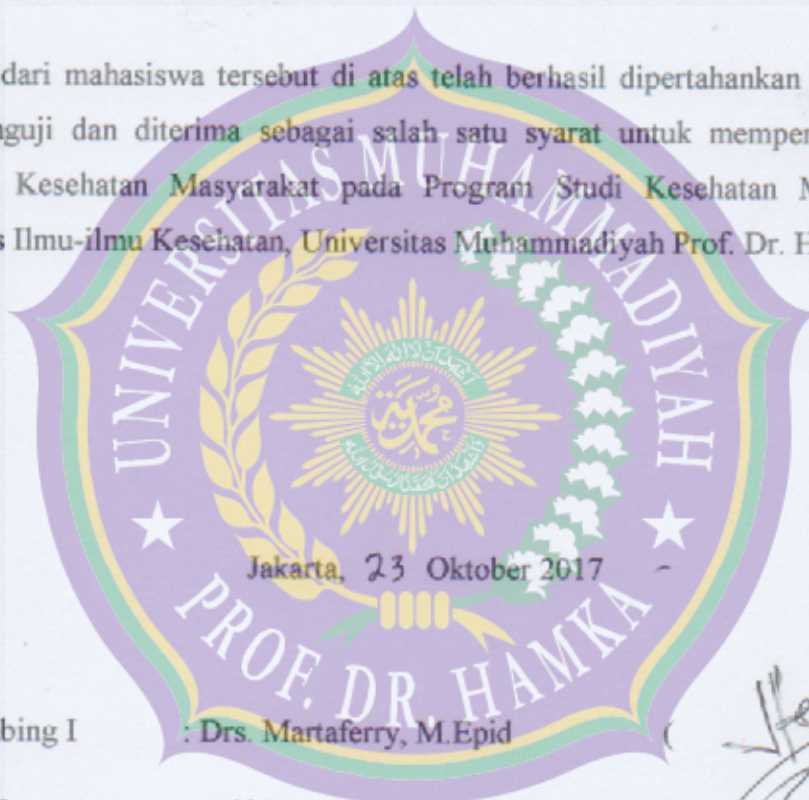 dari mahasiswa tersebut di atas telah berhasil dipertahankan
nguji dan diterima sebagai salah satu syarat untuk memper
Kesehatan Masyarakat pada Program Studi Kesehatan M
s Ilmu-ilmu Kesehatan, Universitas Muhammadiyah Prof. Dr. H
UNIVERSITAS MUHAMMADIYAH
محمدية
Jakarta, 23 Oktober 2017 -
PROF. DR. HAMKA
bing I : Drs. Martaferry, M.Epid (